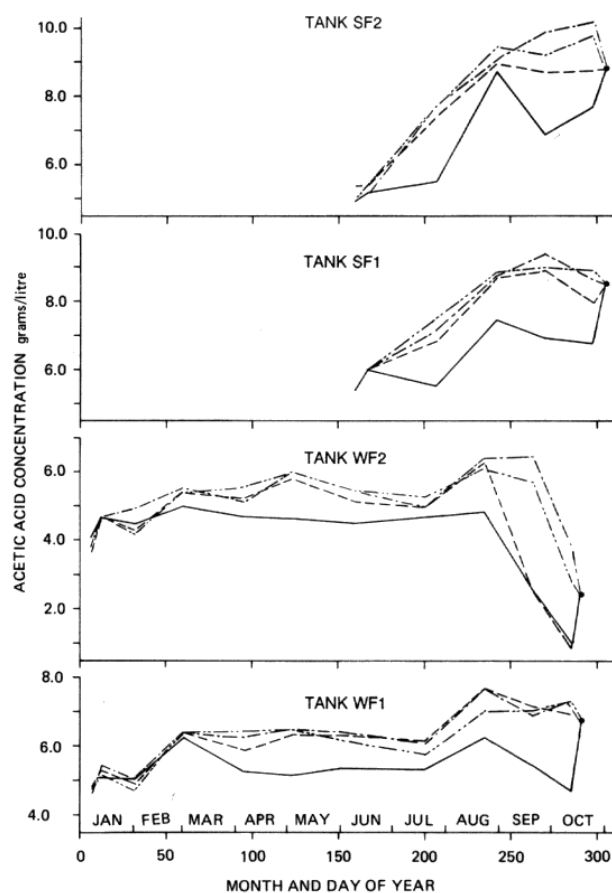 TANK SF2
10.0
8.0
6.0
TANK SF1
10.0
8.0
6.0
ACETIC ACID CONCENTRATION grams/litre
TANK WF2
6.0
4.0
2.0
TANK WF1
8.0
6.0
4.0
JAN FEB MAR APR MAY JUN JUL AUG SEP OCT
0 50 100 150 200 250 300
MONTH AND DAY OF YEAR